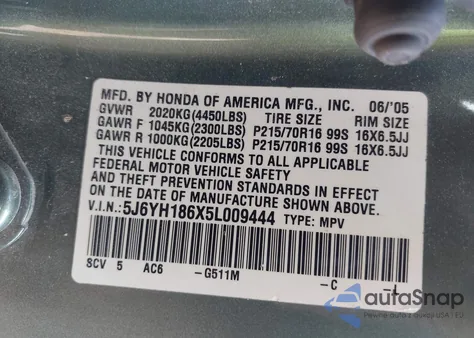 MFD. BY HONDA OF AMERICA MFG., INC. 06/'05
GVWR 2020KG(4450LBS) TIRE SIZE RIM SIZE
GAWR F 1045KG(2300LBS) P215/70R16 99S 16X6.5JJ
GAWR R 1000KG(2205LBS) P215/70R16 99S 16X6.5JJ
THIS VEHICLE CONFORMS TO ALL APPLICABLE
FEDERAL MOTOR VEHICLE SAFETY
AND THEFT PREVENTION STANDARDS IN EFFECT
ON THE DATE OF MANUFACTURE SHOWN ABOVE.
V.I.N.: 5J6YH186X5L009444 TYPE: MPV
SCV 5 AC6 -G511M -C -I
autoSnap